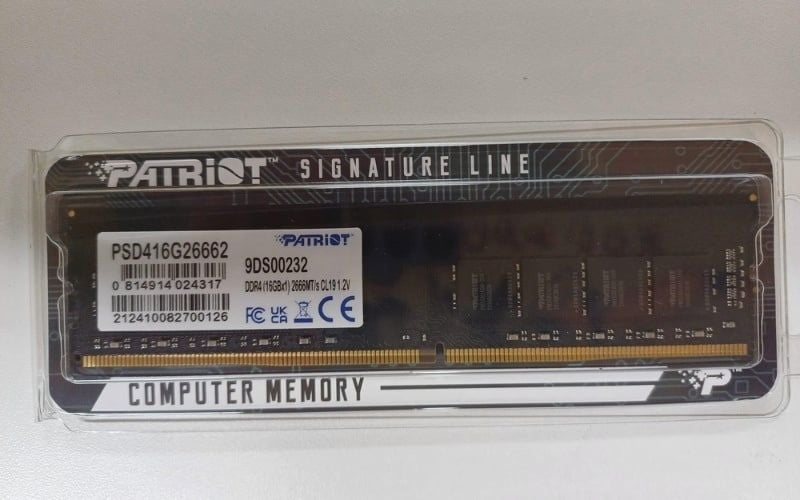 PATRIOT™ SIGNATURE LINE
PSD416G26662
PATRIOT
9DS00232
0 814914 024317
DDR4 (16GBx1) 2666MT/s CL19 1.2V
FC UK CA CE
212410082700126
COMPUTER MEMORY
P